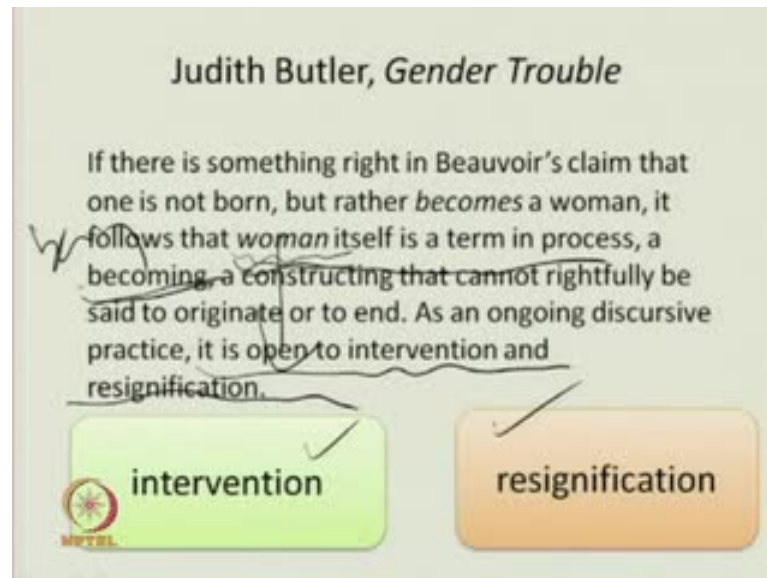 Judith Butler, Gender Trouble
If there is something right in Beauvoir's claim that
one is not born, but rather becomes a woman, it
follows that woman itself is a term in process, a
becoming, a constructing that cannot rightfully be
said to originate or to end. As an ongoing discursive
practice, it is open to intervention and
resignification.
intervention
resignification
NPTEL